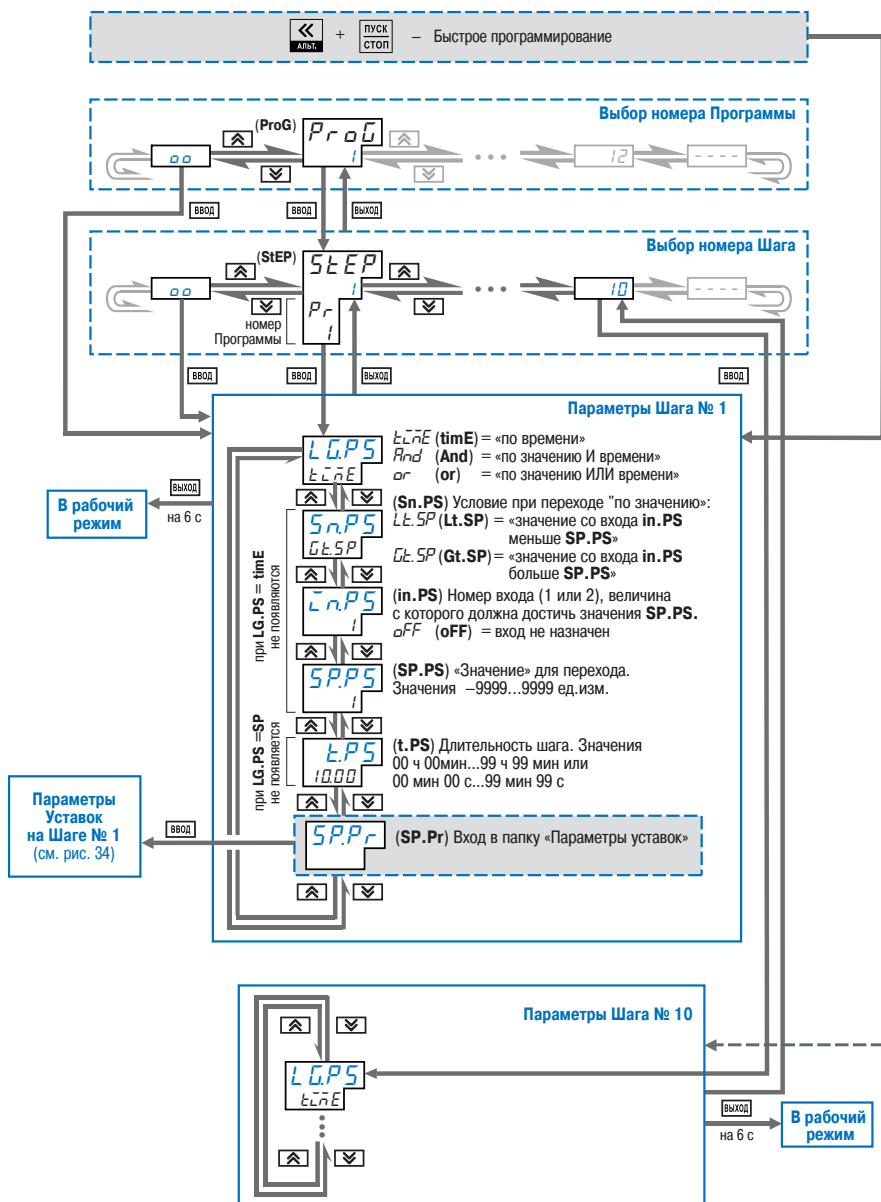 АЛЬТ. + ПУСК СТОП – Быстрое программирование
Выбор номера Программы
(ProG) ProG
oo 1 • • • 12 - - - -
ВВОД ВВОД ВЫХОД
Выбор номера Шага
(StEP) StEP
oo 1 • • • 10 - - - -
Pr
1
номер
Программы
ВВОД ВВОД ВЫХОД ВВОД
Параметры Шага № 1
LG.PS
timE
timE (timE) = «по времени»
And (And) = «по значению И времени»
or (or) = «по значению ИЛИ времени»
ВЫХОД
на 6 с
В рабочий
режим
при LG.PS = timE
не появляются
Sn.PS
Gt.SP
(Sn.PS) Условие при переходе "по значению»:
Lt.SP (Lt.SP) = «значение со входа in.PS
меньше SP.PS»
Gt.SP (Gt.SP) = «значение со входа in.PS
больше SP.PS»
in.PS
1
(in.PS) Номер входа (1 или 2), величина
с которого должна достичь значения SP.PS.
oFF (oFF) = вход не назначен
SP.PS
1
(SP.PS) «Значение» для перехода.
Значения –9999...9999 ед.изм.
при LG.PS =SP
не появляется
t.PS
10.00
(t.PS) Длительность шага. Значения
00 ч 00мин...99 ч 99 мин или
00 мин 00 с...99 мин 99 с
Параметры
Уставок
на Шаге № 1
(см. рис. 34)
ВВОД
SP.Pr
(SP.Pr) Вход в папку «Параметры уставок»
Параметры Шага № 10
LG.PS
timE
ВЫХОД
на 6 с
В рабочий
режим